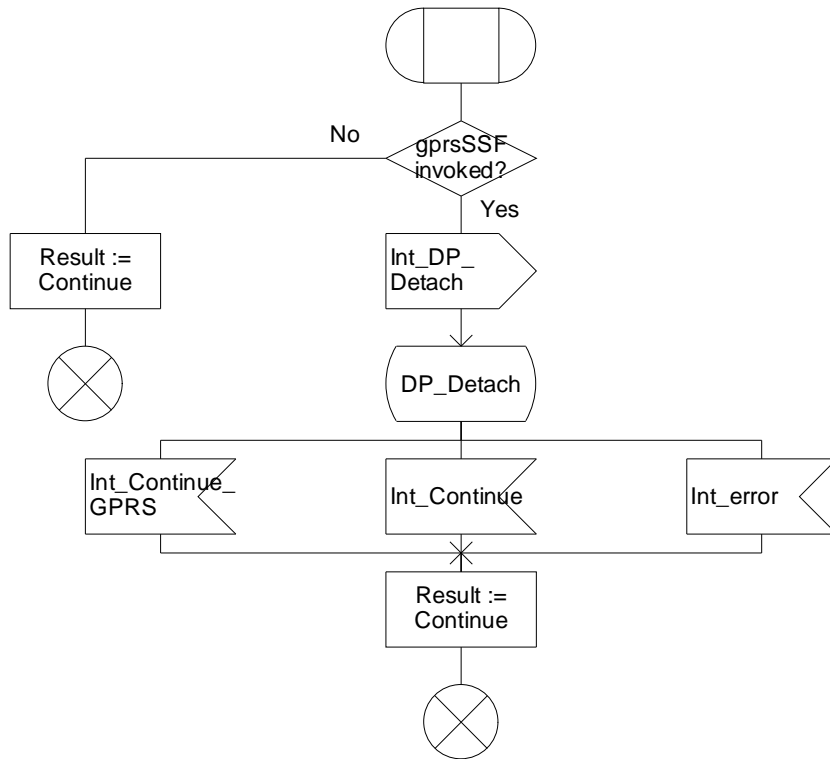 gprsSSF
invoked?
No
Yes
Result :=
Continue
Int_DP_
Detach
DP_Detach
Int_Continue_
GPRS
Int_Continue
Int_error
Result :=
Continue